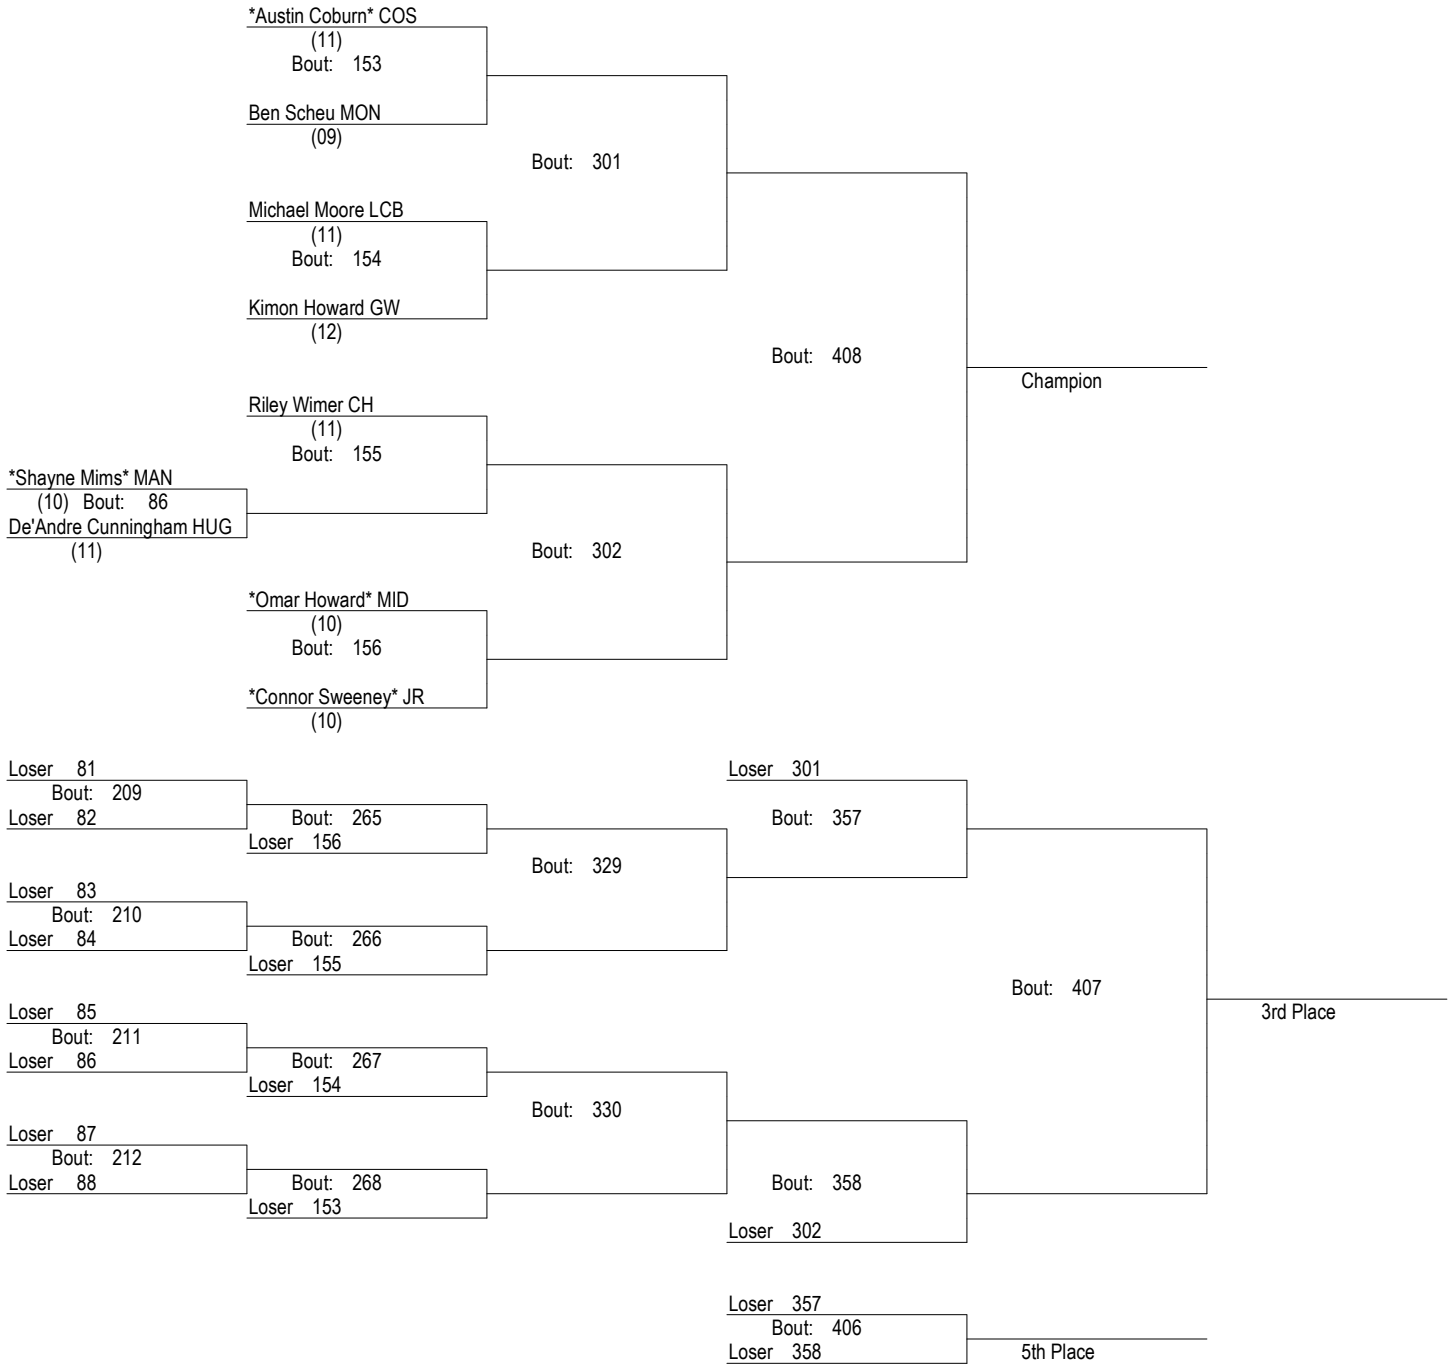 *Austin Coburn* COS
(11)
Bout: 153
Ben Scheu MON
(09)
Bout: 301
Michael Moore LCB
(11)
Bout: 154
Kimon Howard GW
(12)
Bout: 408
Champion
Riley Wimer CH
(11)
Bout: 155
*Shayne Mims* MAN
(10) Bout: 86
De'Andre Cunningham HUG
(11)
Bout: 302
*Omar Howard* MID
(10)
Bout: 156
*Connor Sweeney* JR
(10)
Loser 81
Bout: 209
Loser 82
Bout: 265
Loser 156
Bout: 329
Loser 83
Bout: 210
Loser 84
Bout: 266
Loser 155
Loser 301
Bout: 357
Bout: 407
3rd Place
Loser 85
Bout: 211
Loser 86
Bout: 267
Loser 154
Bout: 330
Loser 87
Bout: 212
Loser 88
Bout: 268
Loser 153
Bout: 358
Loser 302
Loser 357
Bout: 406
Loser 358
5th Place